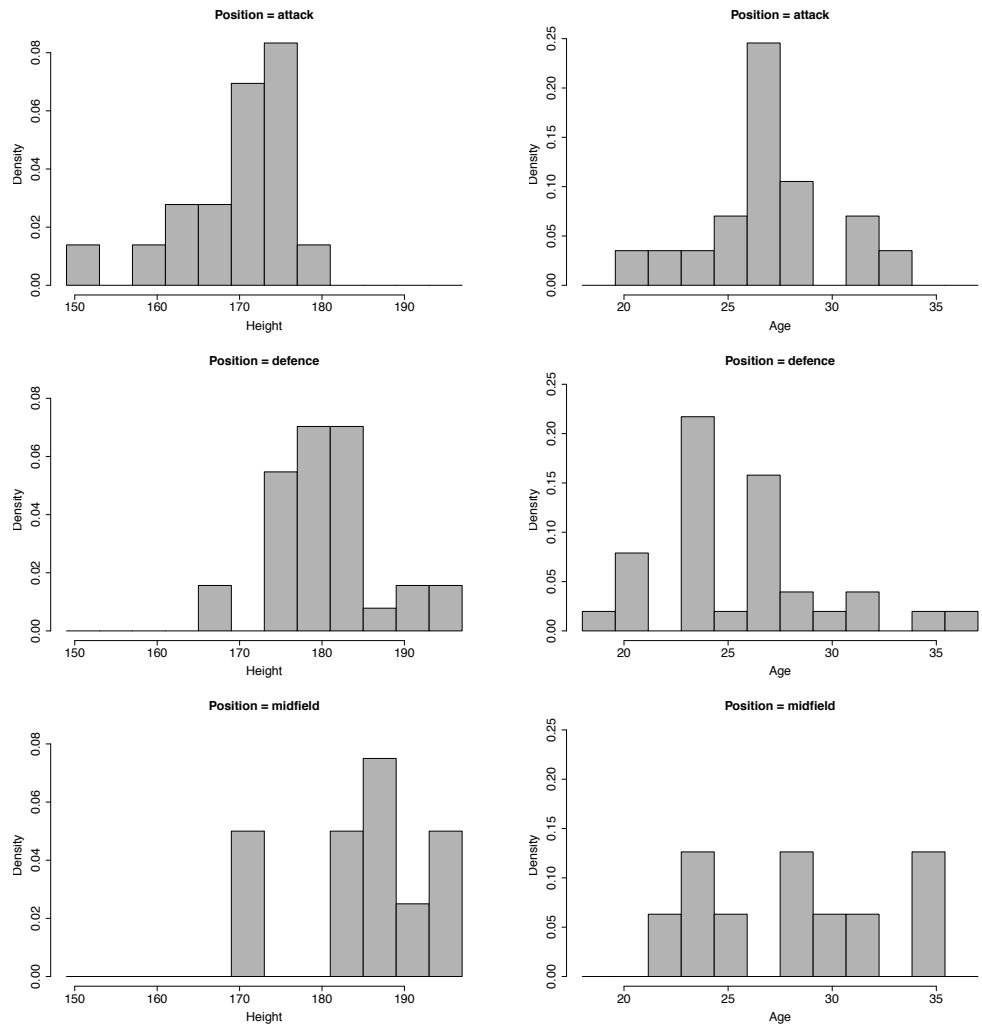 Position = attack
Density
0.00 0.02 0.04 0.06 0.08
150 160 170 180 190
Height
Position = attack
Density
0.00 0.05 0.10 0.15 0.20 0.25
20 25 30 35
Age
Position = defence
Density
0.00 0.02 0.04 0.06 0.08
150 160 170 180 190
Height
Position = defence
Density
0.00 0.05 0.10 0.15 0.20 0.25
20 25 30 35
Age
Position = midfield
Density
0.00 0.02 0.04 0.06 0.08
150 160 170 180 190
Height
Position = midfield
Density
0.00 0.05 0.10 0.15 0.20 0.25
20 25 30 35
Age